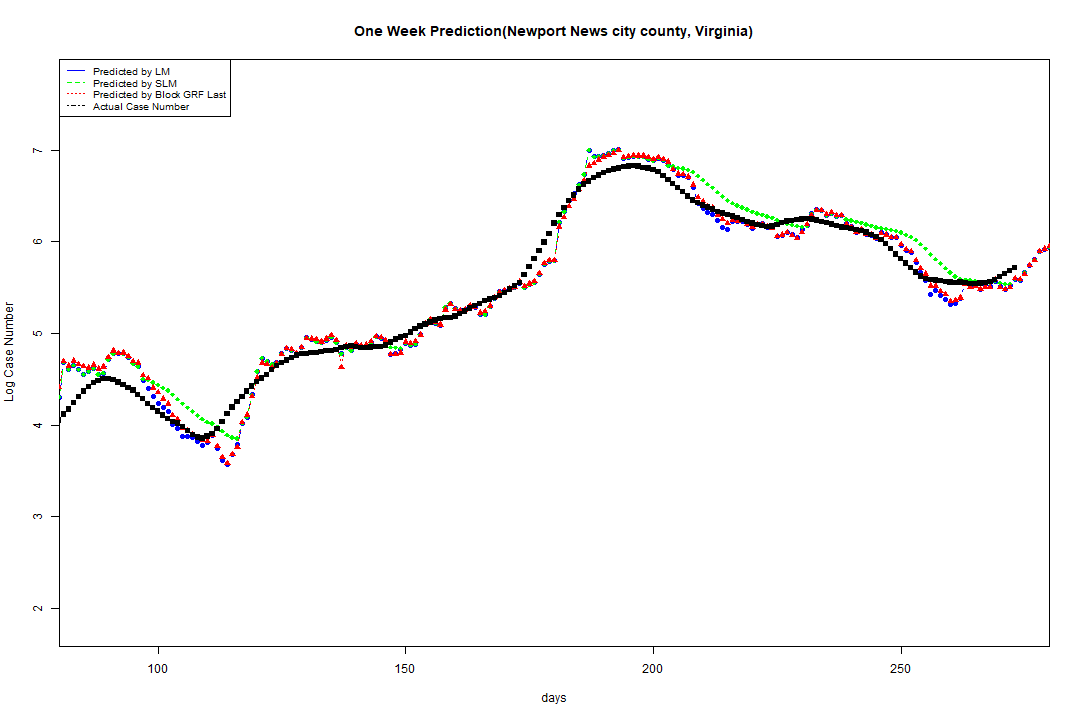 One Week Prediction(Newport News city county, Virginia)
Predicted by LM
Predicted by SLM
Predicted by Block GRF Last
Actual Case Number
7
6
5
4
3
2
Log Case Number
100 150 200 250
days